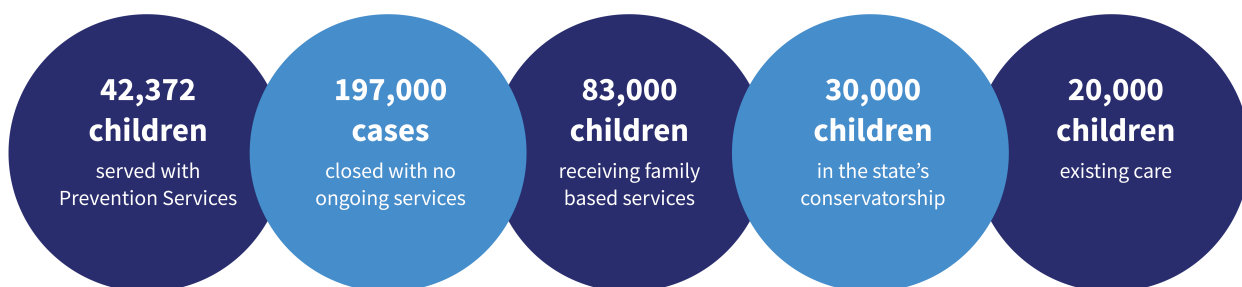 42,372
children
served with
Prevention Services
197,000
cases
closed with no
ongoing services
83,000
children
receiving family
based services
30,000
children
in the state’s
conservatorship
20,000
children
existing care